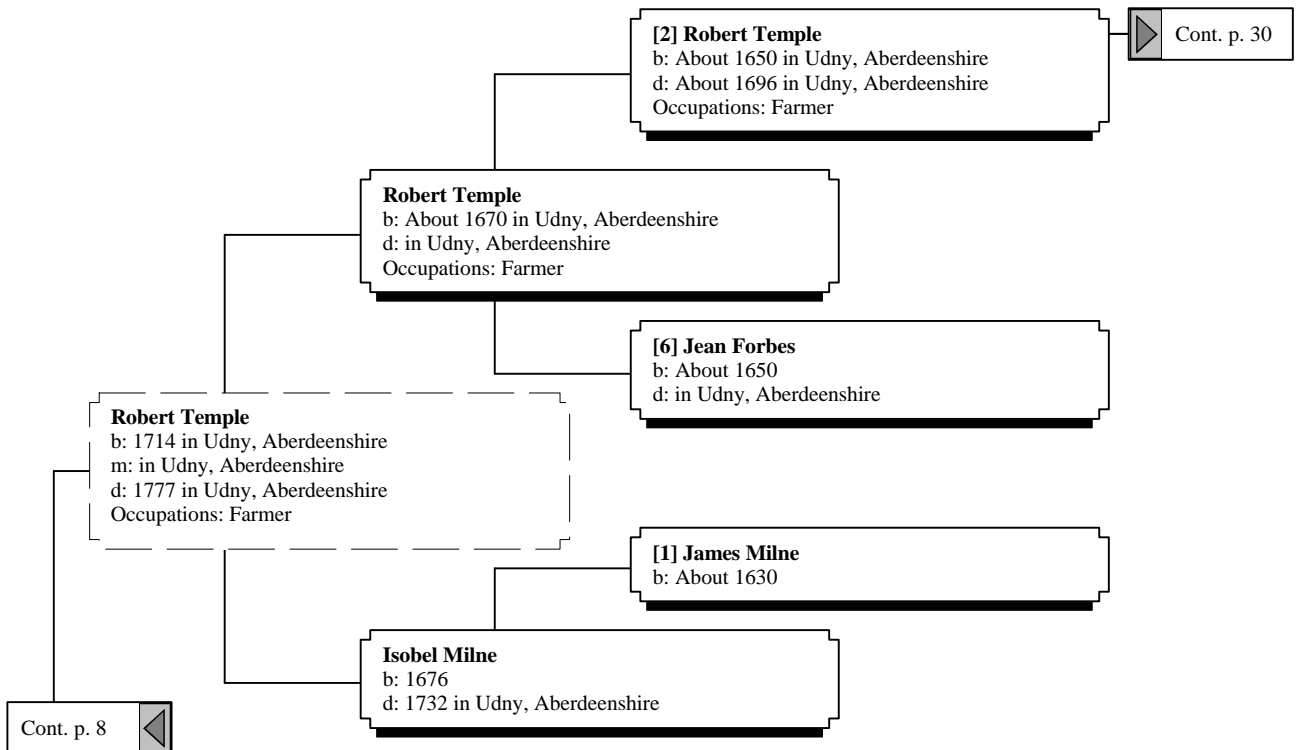 [2] Robert Temple
b: About 1650 in Udny, Aberdeenshire
d: About 1696 in Udny, Aberdeenshire
Occupations: Farmer
Cont. p. 30
Robert Temple
b: About 1670 in Udny, Aberdeenshire
d: in Udny, Aberdeenshire
Occupations: Farmer
[6] Jean Forbes
b: About 1650
d: in Udny, Aberdeenshire
Robert Temple
b: 1714 in Udny, Aberdeenshire
m: in Udny, Aberdeenshire
d: 1777 in Udny, Aberdeenshire
Occupations: Farmer
[1] James Milne
b: About 1630
Isobel Milne
b: 1676
d: 1732 in Udny, Aberdeenshire
Cont. p. 8